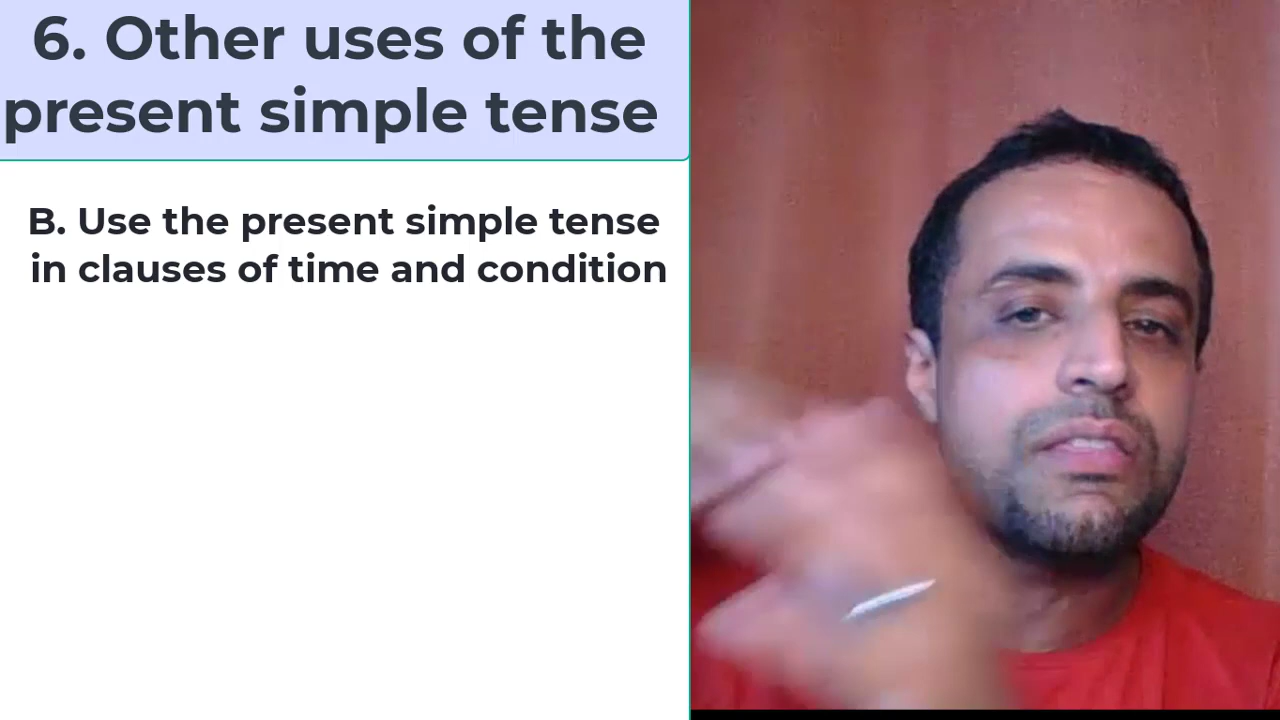 6. Other uses of the
present simple tense
B. Use the present simple tense
in clauses of time and condition